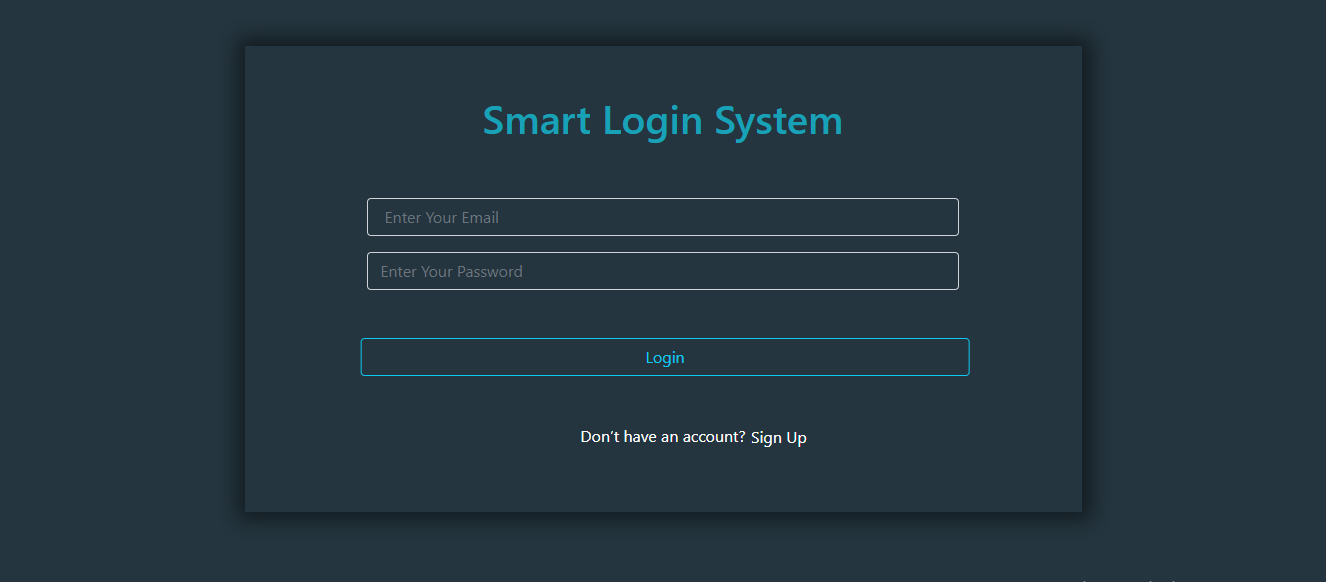 Smart Login System
Enter Your Email
Enter Your Password
Login
Don't have an account? Sign Up